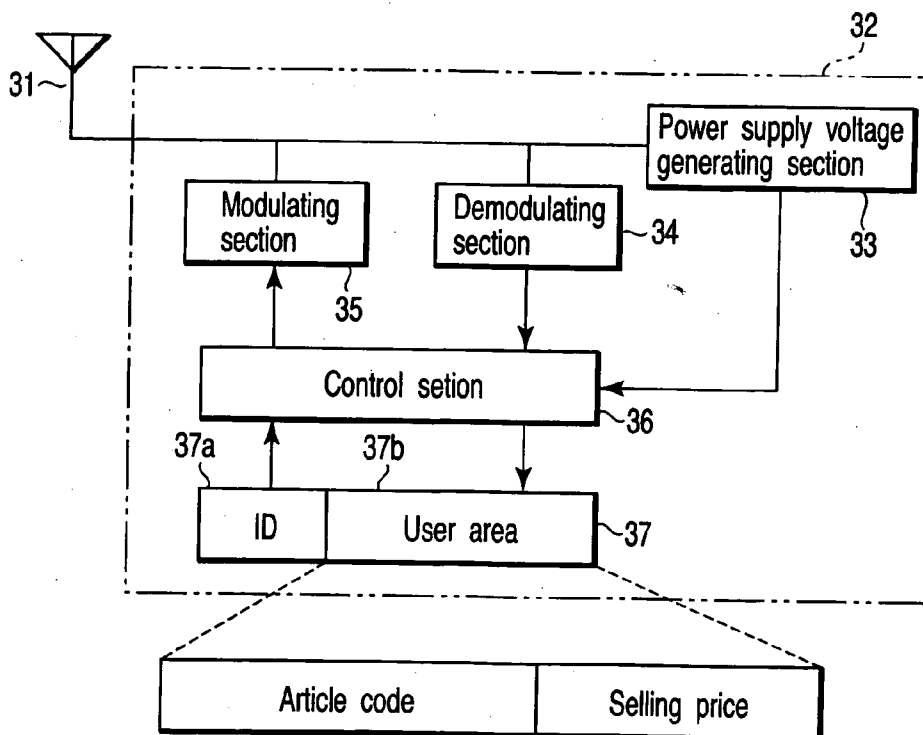 32
31
Power supply voltage
generating section
33
Modulating
section
35
Demodulating
section
34
Control setion
36
37a
37b
ID
User area
37
Article code
Selling price